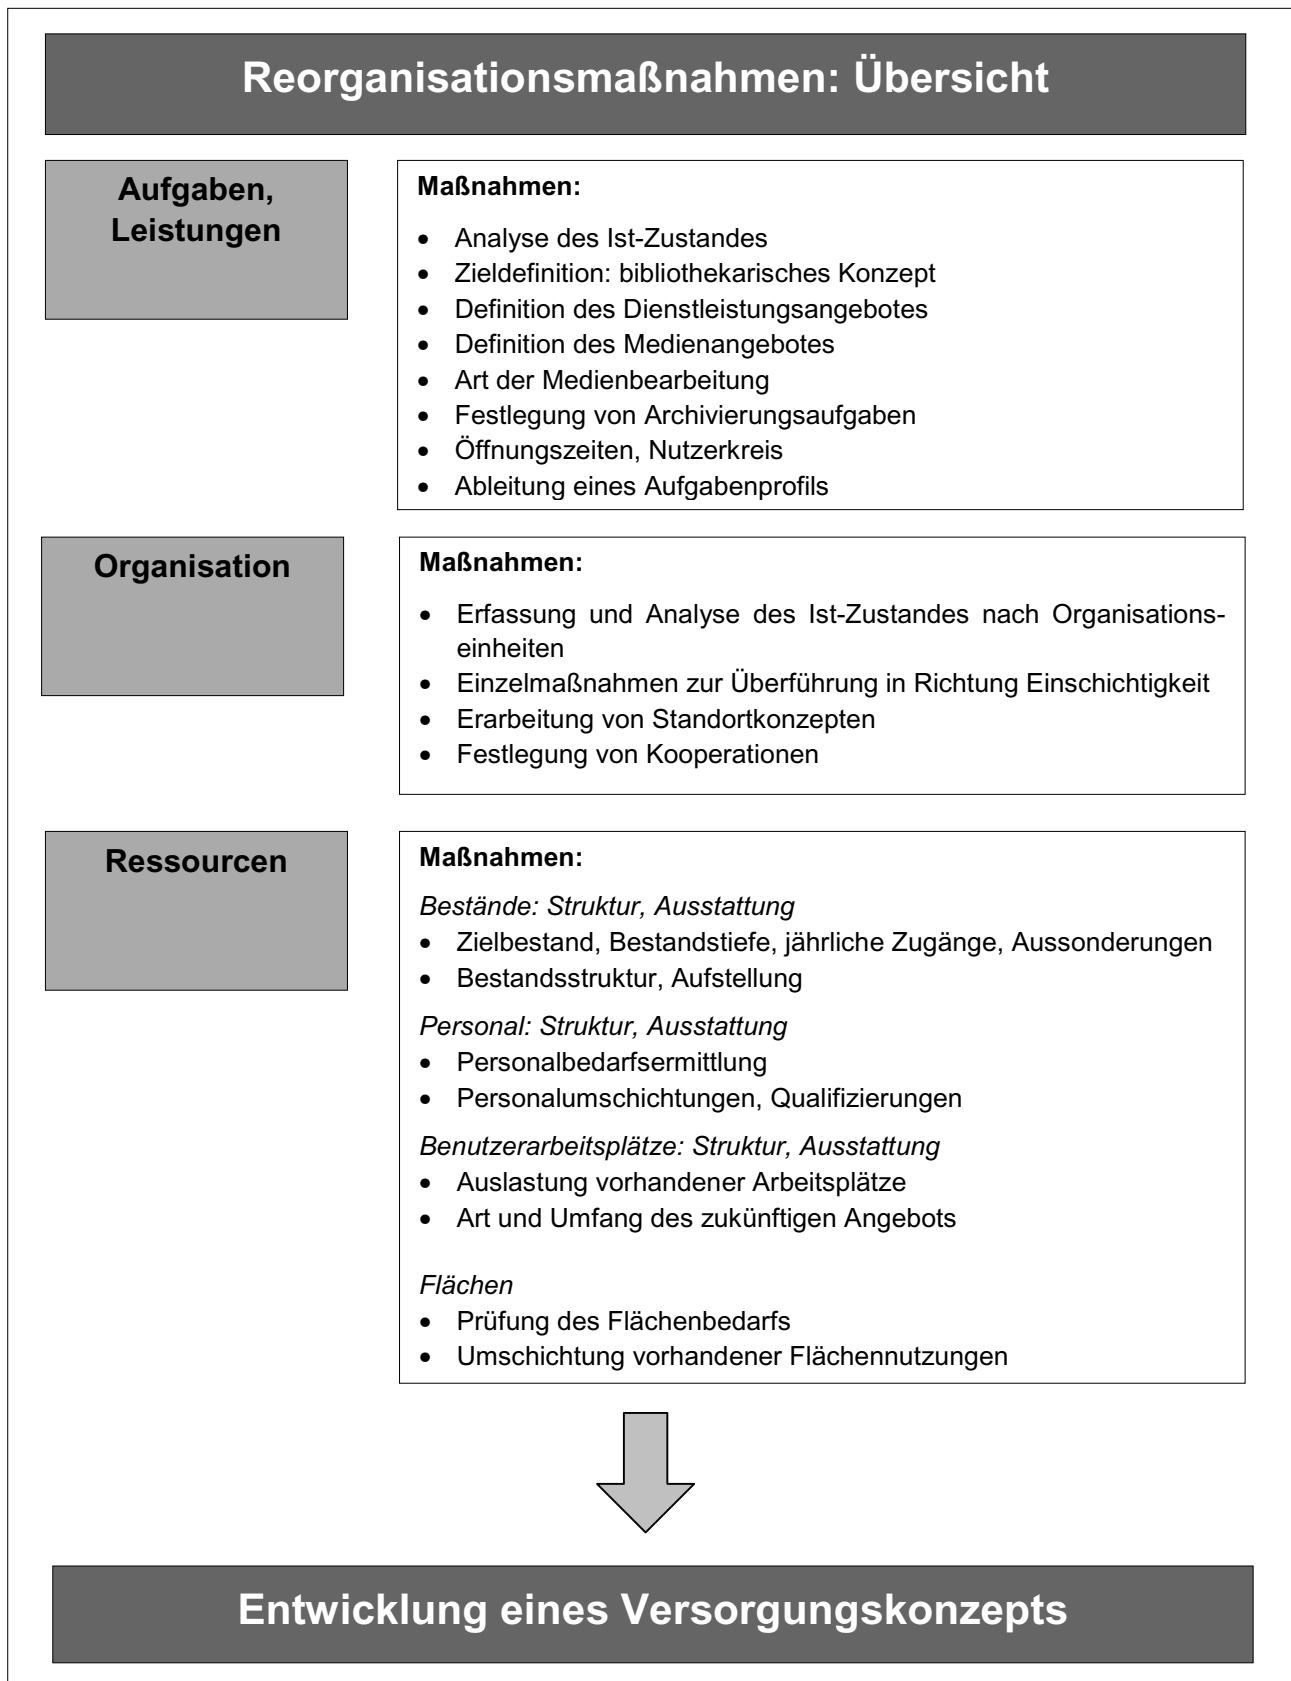 Reorganisationsmaßnahmen: Übersicht
Aufgaben,
Leistungen
Maßnahmen:
• Analyse des Ist-Zustandes
• Zieldefinition: bibliothekarisches Konzept
• Definition des Dienstleistungsangebotes
• Definition des Medienangebotes
• Art der Medienbearbeitung
• Festlegung von Archivierungsaufgaben
• Öffnungszeiten, Nutzerkreis
• Ableitung eines Aufgabenprofils
Organisation
Maßnahmen:
• Erfassung und Analyse des Ist-Zustandes nach Organisations-
einheiten
• Einzelmaßnahmen zur Überführung in Richtung Einschichtigkeit
• Erarbeitung von Standortkonzepten
• Festlegung von Kooperationen
Ressourcen
Maßnahmen:
Bestände: Struktur, Ausstattung
• Zielbestand, Bestandstiefe, jährliche Zugänge, Aussonderungen
• Bestandsstruktur, Aufstellung
Personal: Struktur, Ausstattung
• Personalbedarfsermittlung
• Personalumschichtungen, Qualifizierungen
Benutzerarbeitsplätze: Struktur, Ausstattung
• Auslastung vorhandener Arbeitsplätze
• Art und Umfang des zukünftigen Angebots
Flächen
• Prüfung des Flächenbedarfs
• Umschichtung vorhandener Flächennutzungen
Entwicklung eines Versorgungskonzepts